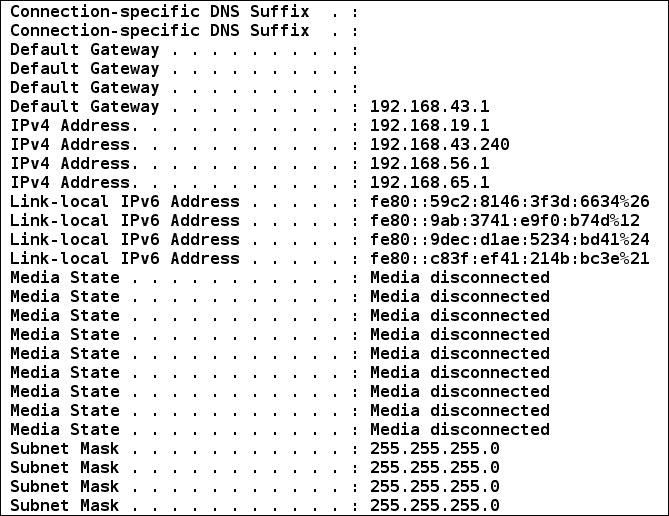 Connection-specific DNS Suffix  . :
Connection-specific DNS Suffix  . :
Default Gateway . . . . . . . . . :
Default Gateway . . . . . . . . . :
Default Gateway . . . . . . . . . :
Default Gateway . . . . . . . . . : 192.168.43.1
IPv4 Address. . . . . . . . . . . : 192.168.19.1
IPv4 Address. . . . . . . . . . . : 192.168.43.240
IPv4 Address. . . . . . . . . . . : 192.168.56.1
IPv4 Address. . . . . . . . . . . : 192.168.65.1
Link-local IPv6 Address . . . . . : fe80::59c2:8146:3f3d:6634%26
Link-local IPv6 Address . . . . . : fe80::9ab:3741:e9f0:b74d%12
Link-local IPv6 Address . . . . . : fe80::9dec:d1ae:5234:bd41%24
Link-local IPv6 Address . . . . . : fe80::c83f:ef41:214b:bc3e%21
Media State . . . . . . . . . . . : Media disconnected
Media State . . . . . . . . . . . : Media disconnected
Media State . . . . . . . . . . . : Media disconnected
Media State . . . . . . . . . . . : Media disconnected
Media State . . . . . . . . . . . : Media disconnected
Media State . . . . . . . . . . . : Media disconnected
Media State . . . . . . . . . . . : Media disconnected
Media State . . . . . . . . . . . : Media disconnected
Media State . . . . . . . . . . . : Media disconnected
Subnet Mask . . . . . . . . . . . : 255.255.255.0
Subnet Mask . . . . . . . . . . . : 255.255.255.0
Subnet Mask . . . . . . . . . . . : 255.255.255.0
Subnet Mask . . . . . . . . . . . : 255.255.255.0